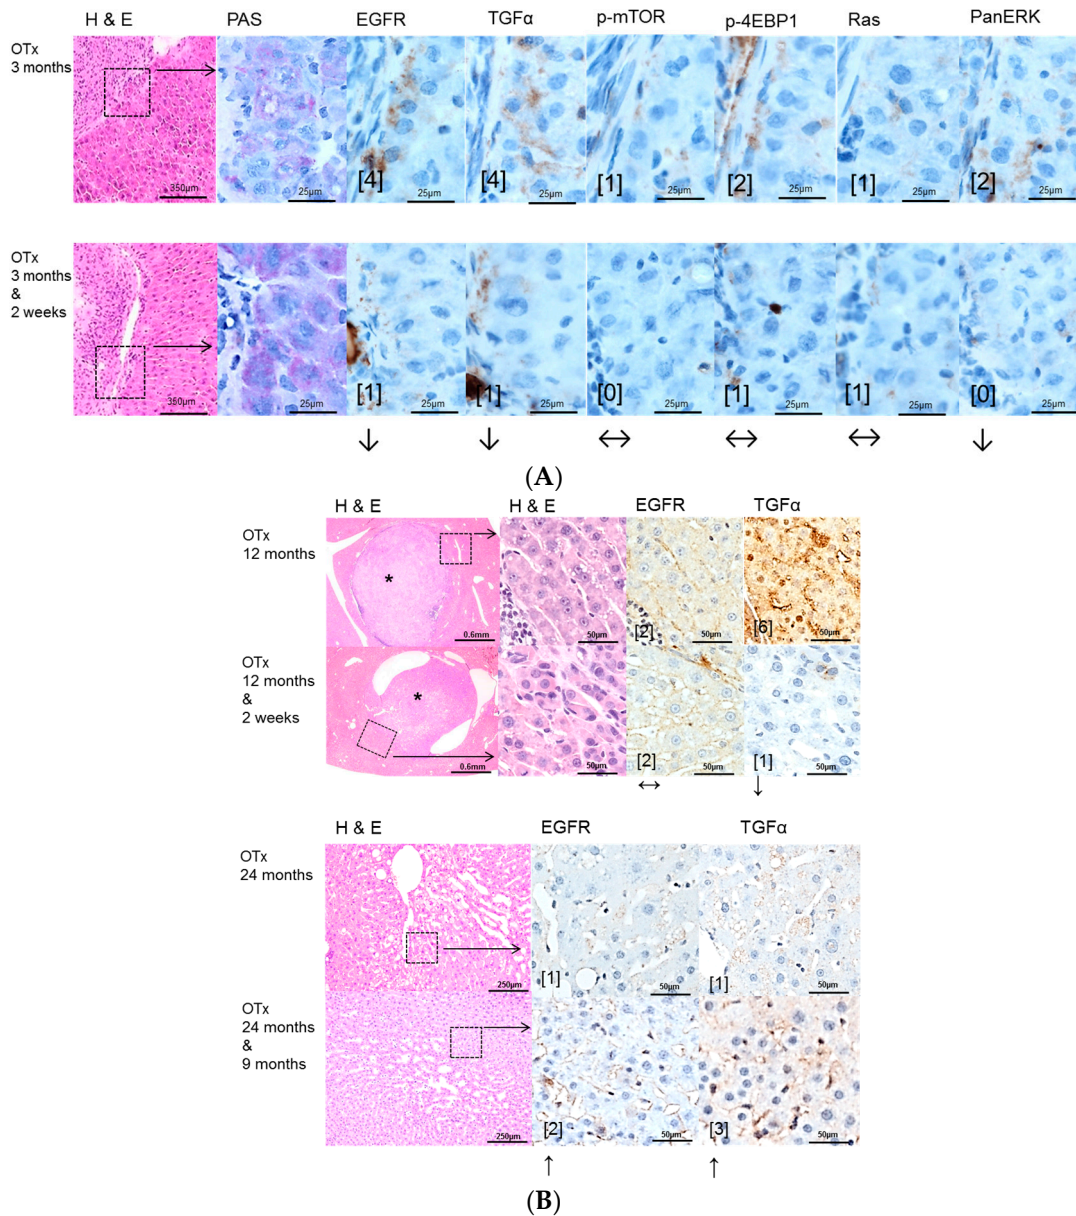 H & E PAS EGFR TGFα p-mTOR p-4EBP1 Ras PanERK
OTx
3 months
[4] [4] [1] [2] [1] [2]
350µm 25µm 25µm 25µm 25µm 25µm 25µm 25µm
OTx
3 months
&
2 weeks
[1] [1] [0] [1] [1] [0]
350µm 25µm 25µm 25µm 25µm 25µm 25µm 25µm
↓ ↓ ↔ ↔ ↔ ↓
(A)
H & E H & E EGFR TGFα
OTx
12 months
*
[2] [6]
0.6mm 50µm 50µm 50µm
OTx
12 months
&
2 weeks
*
[2] [1]
0.6mm 50µm 50µm 50µm
↔ ↓
H & E EGFR TGFα
OTx
24 months
[1] [1]
250µm 50µm 50µm
OTx
24 months
&
9 months
[2] [3]
250µm 50µm 50µm
↑ ↑
(B)